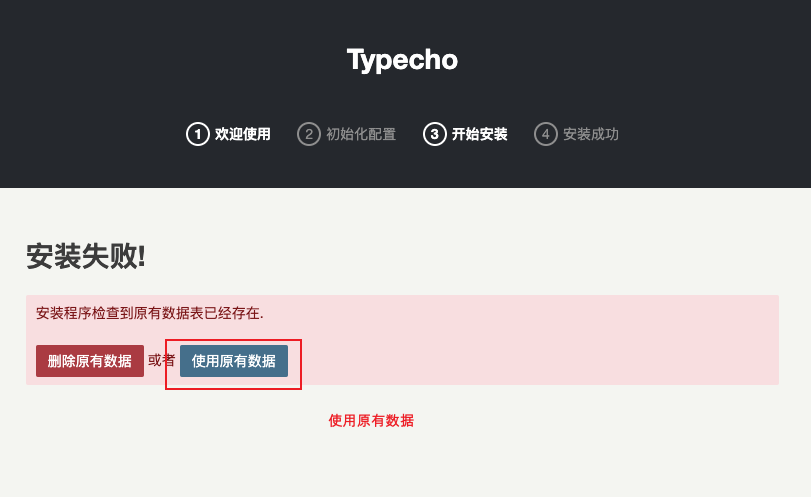 Typecho
1 欢迎使用 2 初始化配置 3 开始安装 4 安装成功
安装失败!
安装程序检查到原有数据表已经存在.
删除原有数据 或者 使用原有数据
使用原有数据